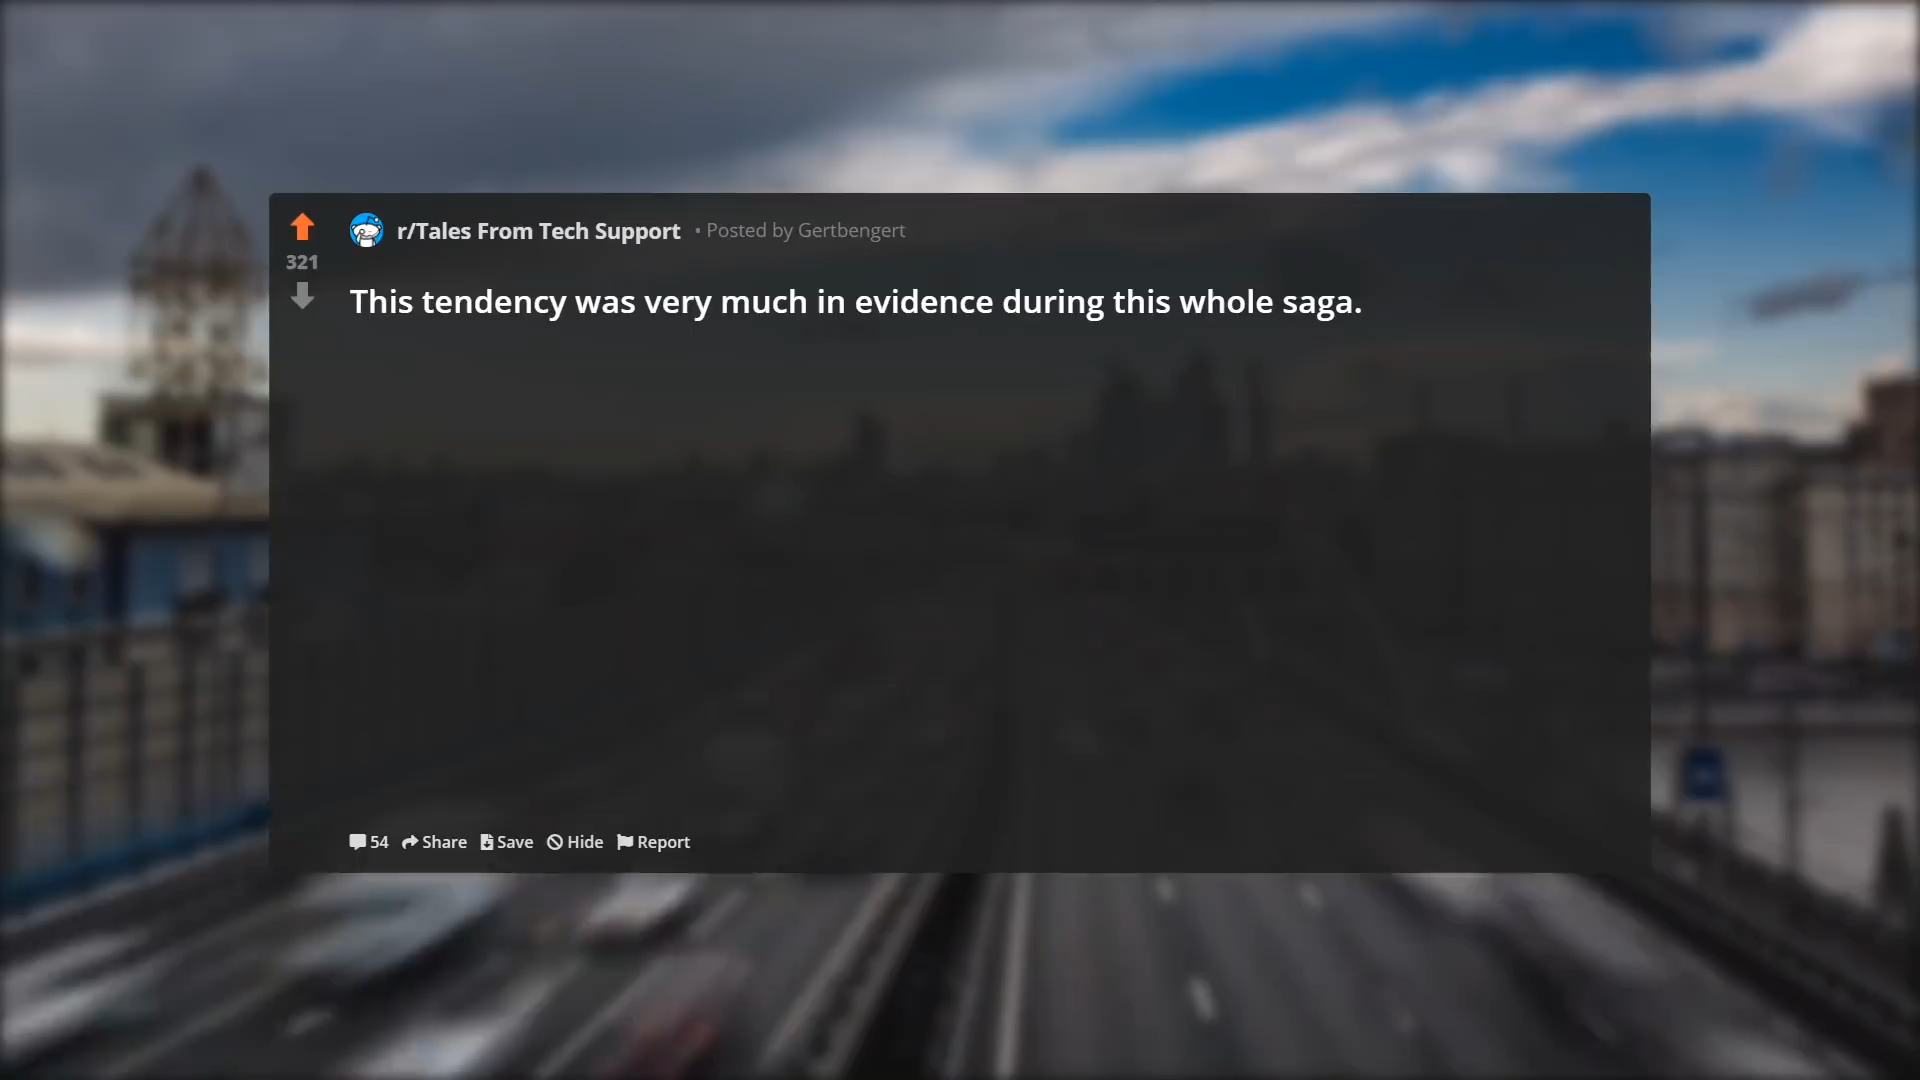 r/Tales From Tech Support • Posted by Gertbengert
321
This tendency was very much in evidence during this whole saga.
54 Share Save Hide Report